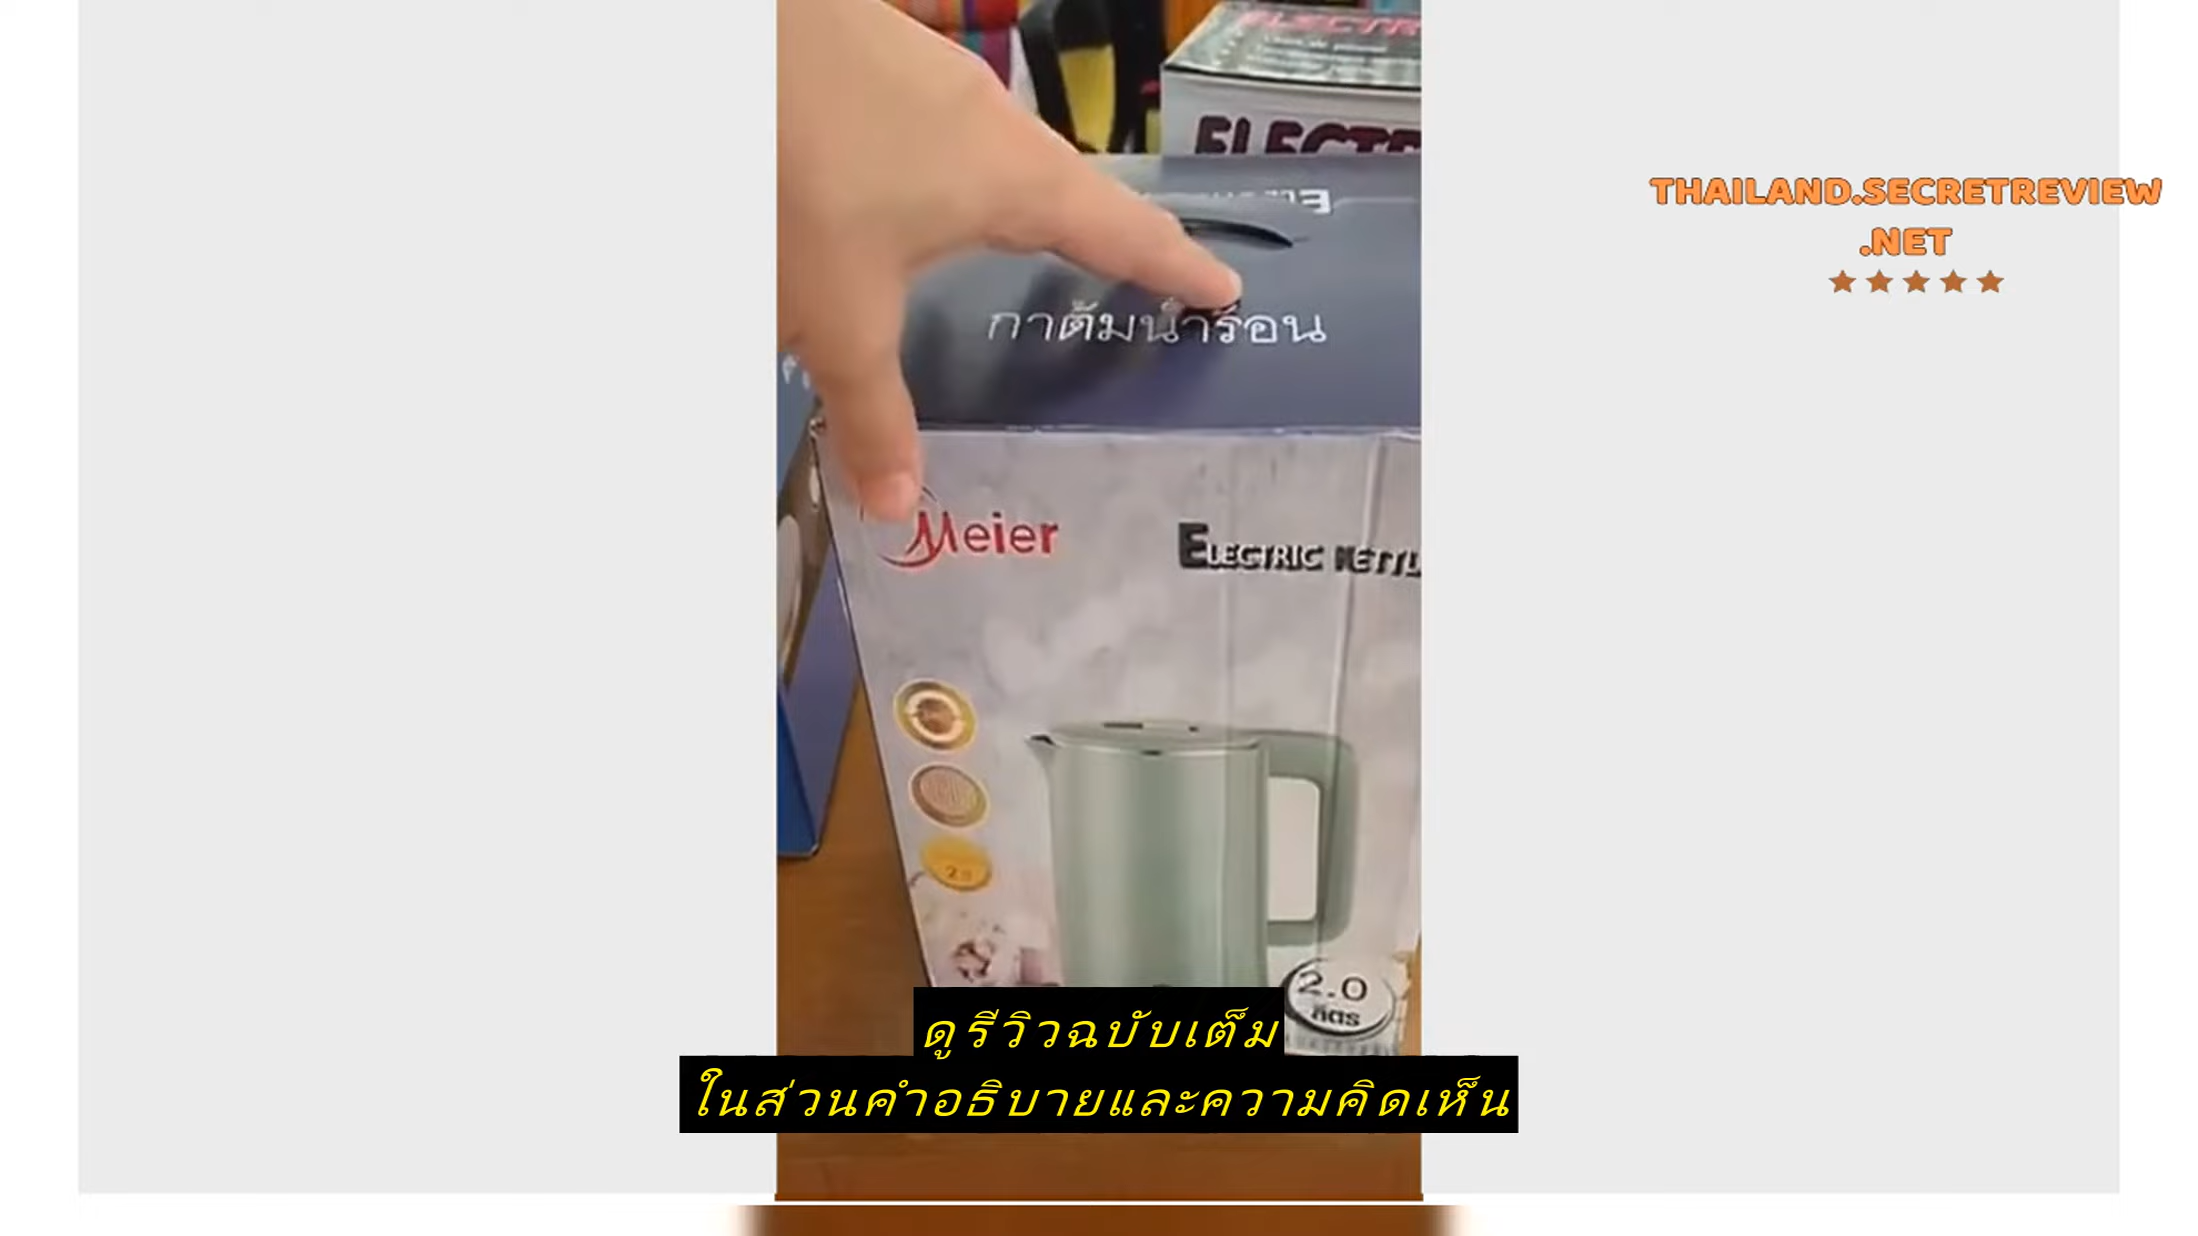 THAILAND.SECRETREVIEW
.NET
กาต้มน้ำร้อน
Meier
ELECTRIC KETTL
2.0
ลิตร
ดูรีวิวฉบับเต็ม
ในส่วนคำอธิบายและความคิดเห็น